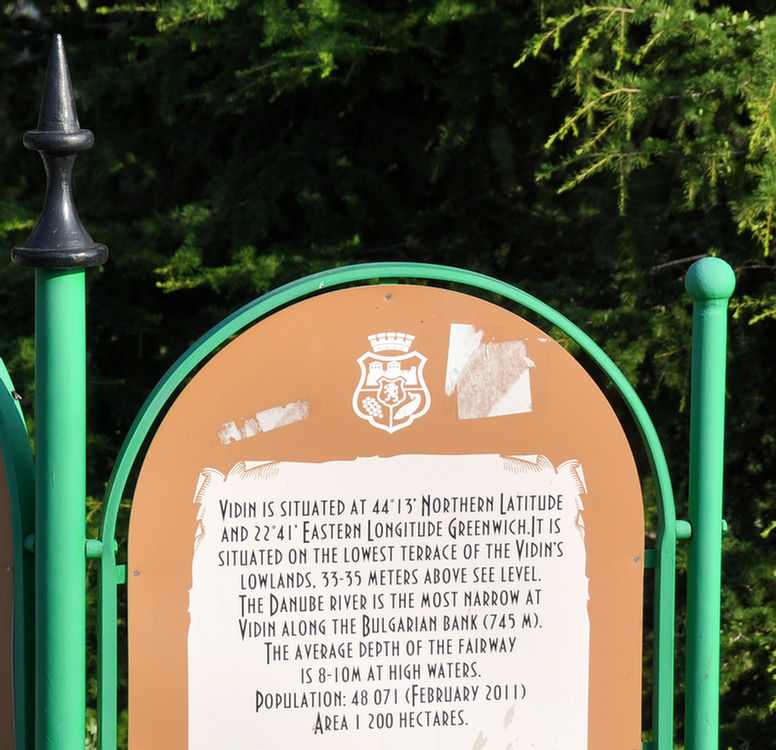 Vidin is situated at 44°13' Northern Latitude
and 22°41' Eastern Longitude Greenwich.It is
situated on the lowest terrace of the Vidin's
lowlands, 33-35 meters above see level.
The Danube river is the most narrow at
Vidin along the Bulgarian bank (745 m).
The average depth of the fairway
is 8-10m at high waters.
Population: 48 071 (February 2011)
Area 1 200 hectares.